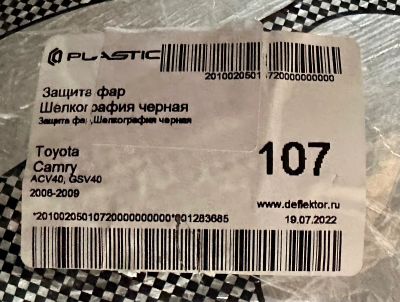 PLASTIC
20100205010720000000000
Защита фар
Шелкография черная
Защита фар,Шелкография черная
Toyota
Camry
ACV40, GSV40
2006-2009
107
www.deflektor.ru
19.07.2022
*20100205010720000000000*001283685